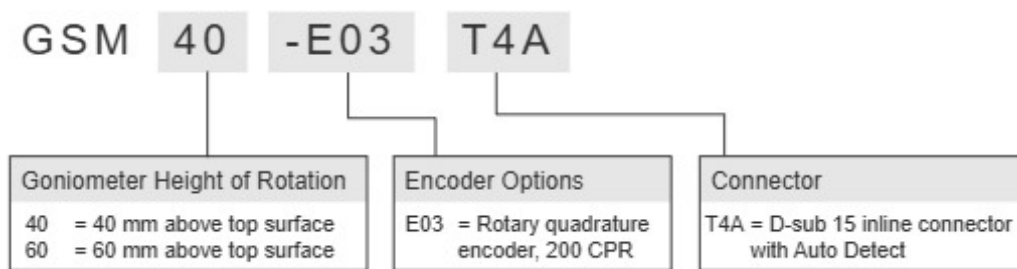 GSM 40 -E03 T4A
Goniometer Height of Rotation
40 = 40 mm above top surface
60 = 60 mm above top surface
Encoder Options
E03 = Rotary quadrature
encoder, 200 CPR
Connector
T4A = D-sub 15 inline connector
with Auto Detect